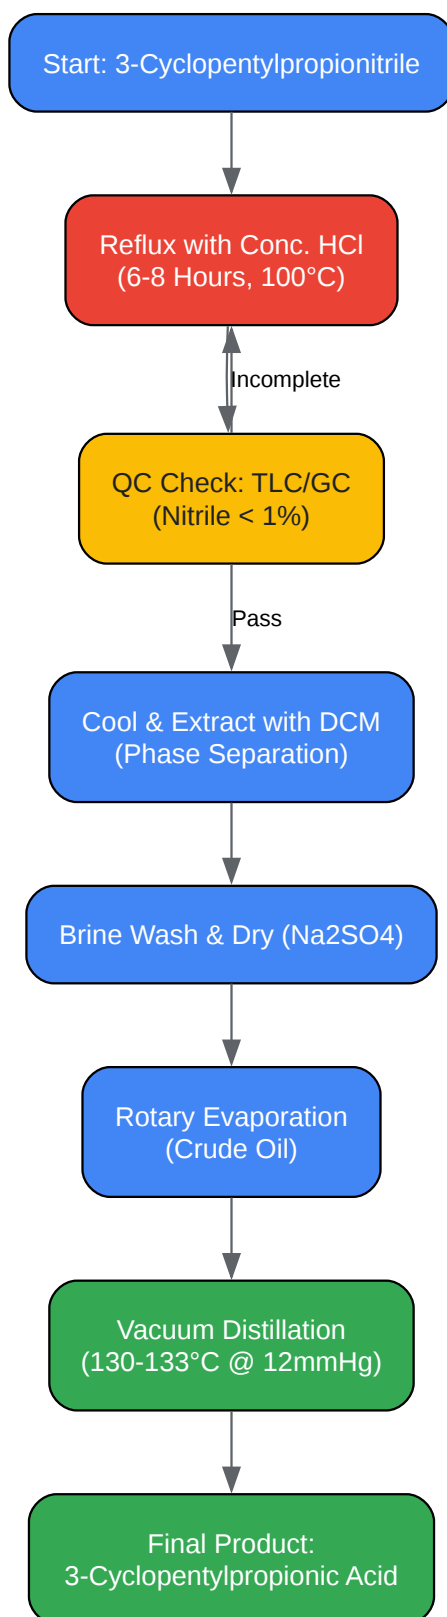 Start: 3-Cyclopentylpropionitrile
Reflux with Conc. HCl
(6-8 Hours, 100°C)
Incomplete
QC Check: TLC/GC
(Nitrile < 1%)
Pass
Cool & Extract with DCM
(Phase Separation)
Brine Wash & Dry (Na2SO4)
Rotary Evaporation
(Crude Oil)
Vacuum Distillation
(130-133°C @ 12mmHg)
Final Product:
3-Cyclopentylpropionic Acid